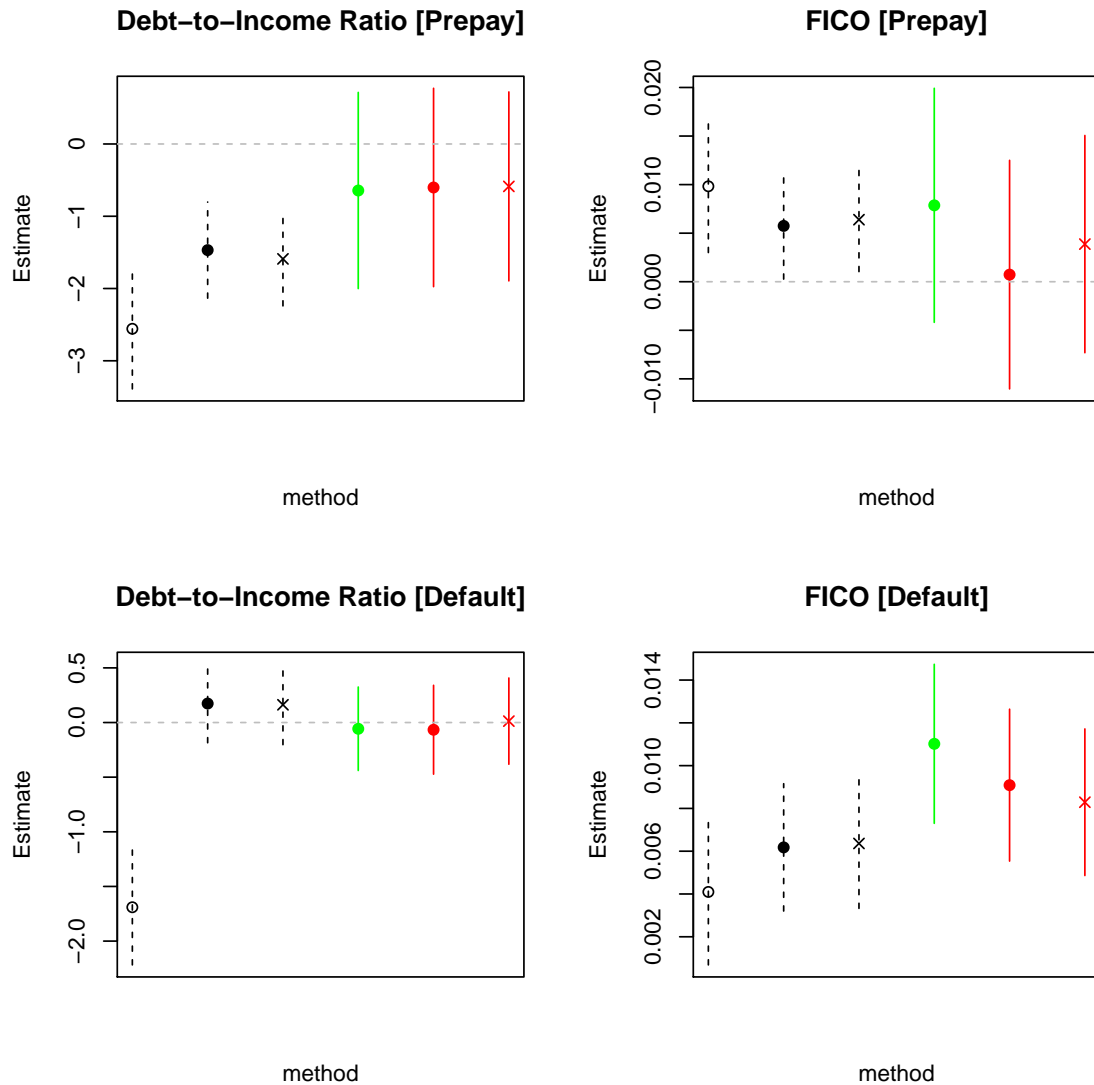 Debt−to−Income Ratio [Prepay]
Estimate
0
−1
−2
−3
method
FICO [Prepay]
Estimate
0.020
0.010
0.000
−0.010
method
Debt−to−Income Ratio [Default]
Estimate
0.5
0.0
−1.0
−2.0
method
FICO [Default]
Estimate
0.014
0.010
0.006
0.002
method